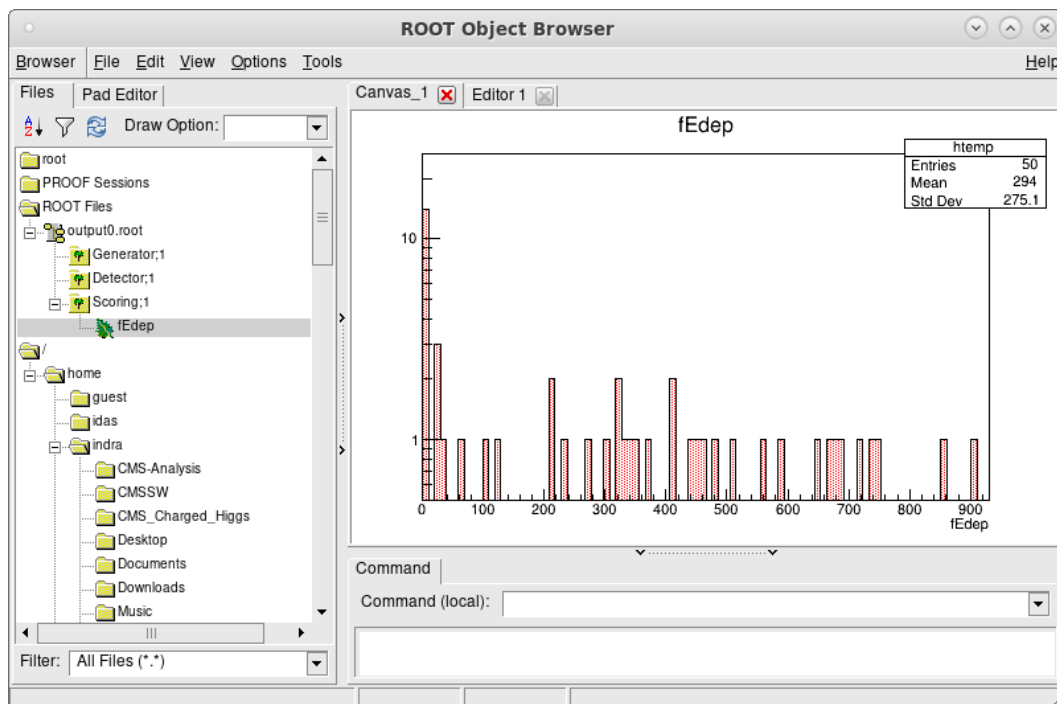 ROOT Object Browser
Browser File Edit View Options Tools Help
Files Pad Editor
Draw Option:
root
PROOF Sessions
ROOT Files
output0.root
Generator;1
Detector;1
Scoring;1
fEdep
/
home
guest
idas
indra
CMS-Analysis
CMSSW
CMS_Charged_Higgs
Desktop
Documents
Downloads
Music
Filter: All Files (*.*)
Canvas_1 Editor 1
fEdep
htemp
Entries 50
Mean 294
Std Dev 275.1
10
1
0 100 200 300 400 500 600 700 800 900
fEdep
Command
Command (local):